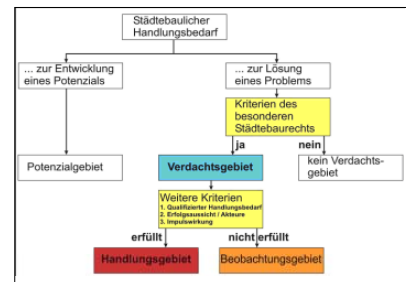 Städtebaulicher
Handlungsbedarf
... zur Entwicklung
eines Potenzials
... zur Lösung
eines Problems
Kriterien des
besonderen
Städtebaurechts
ja
nein
Potenzialgebiet
Verdachtsgebiet
kein Verdachts-
gebiet
Weitere Kriterien
1. Qualifizierter Handlungsbedarf
2. Erfolgsaussicht / Akteure
3. Impulswirkung
erfüllt
nicht erfüllt
Handlungsgebiet
Beobachtungsgebiet